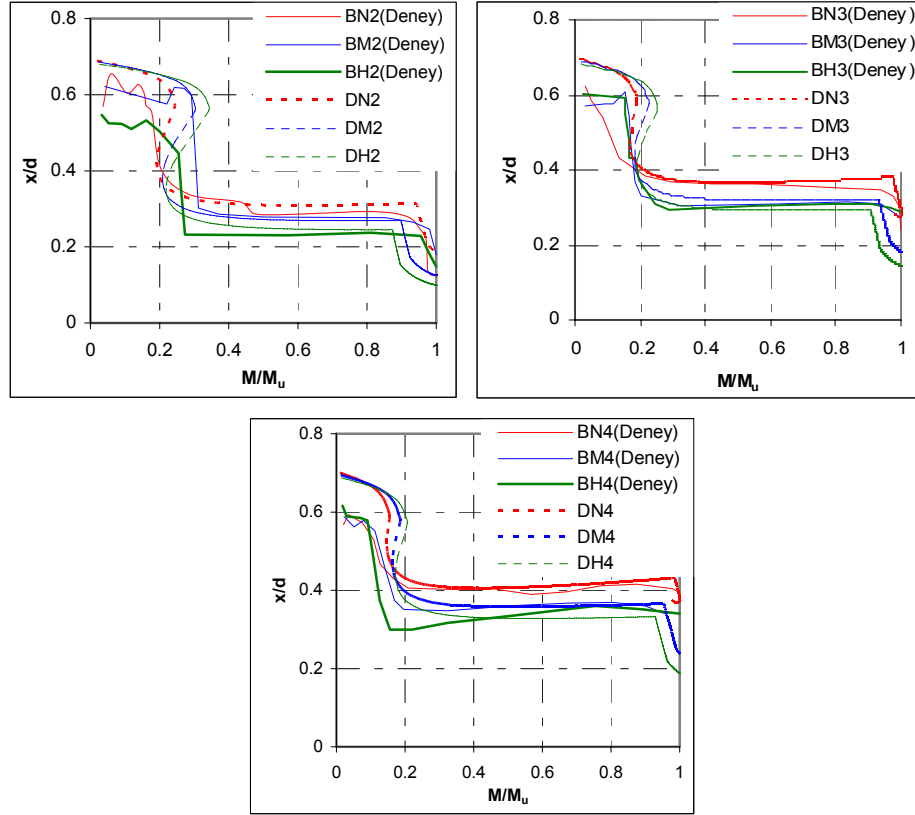 0.8
0.6
0.4
0.2
0
x/d
0
0.2
0.4
0.6
0.8
1
M/Mu
BN2(Deney)
BM2(Deney)
BH2(Deney)
DN2
DM2
DH2
0.8
0.6
0.4
0.2
0
x/d
0
0.2
0.4
0.6
0.8
1
M/Mu
BN3(Deney)
BM3(Deney)
BH3(Deney)
DN3
DM3
DH3
0.8
0.6
0.4
0.2
0
x/d
0
0.2
0.4
0.6
0.8
1
M/Mu
BN4(Deney)
BM4(Deney)
BH4(Deney)
DN4
DM4
DH4